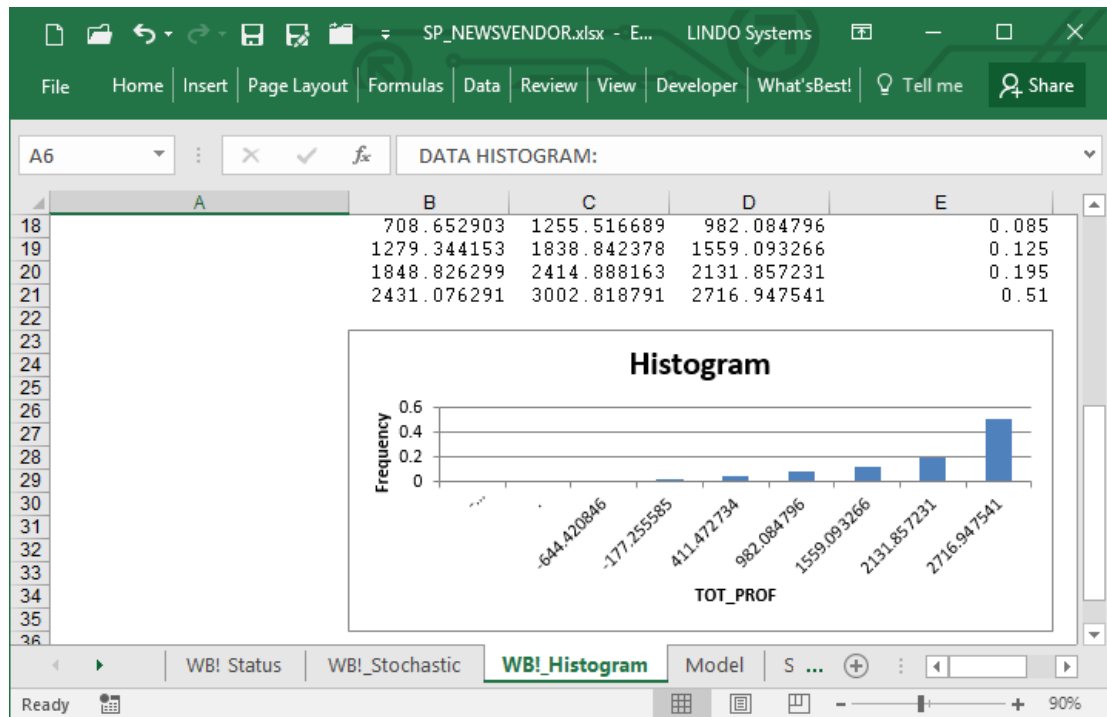 SP_NEWSVENDOR.xlsx - E... LINDO Systems
File Home Insert Page Layout Formulas Data Review View Developer What'sBest! Tell me Share
A6 fx DATA HISTOGRAM:
A B C D E
18 708.652903 1255.516689 982.084796 0.085
19 1279.344153 1838.842378 1559.093266 0.125
20 1848.826299 2414.888163 2131.857231 0.195
21 2431.076291 3002.818791 2716.947541 0.51
22
23
24
25
26
27
28
29
30
31
32
33
34
35
36
Histogram
Frequency
0.6
0.4
0.2
0
-644.420846 -177.255585 411.472734 982.084796 1559.093266 2131.857231 2716.947541
TOT_PROF
WB! Status WB!_Stochastic WB!_Histogram Model S ...
Ready 90%